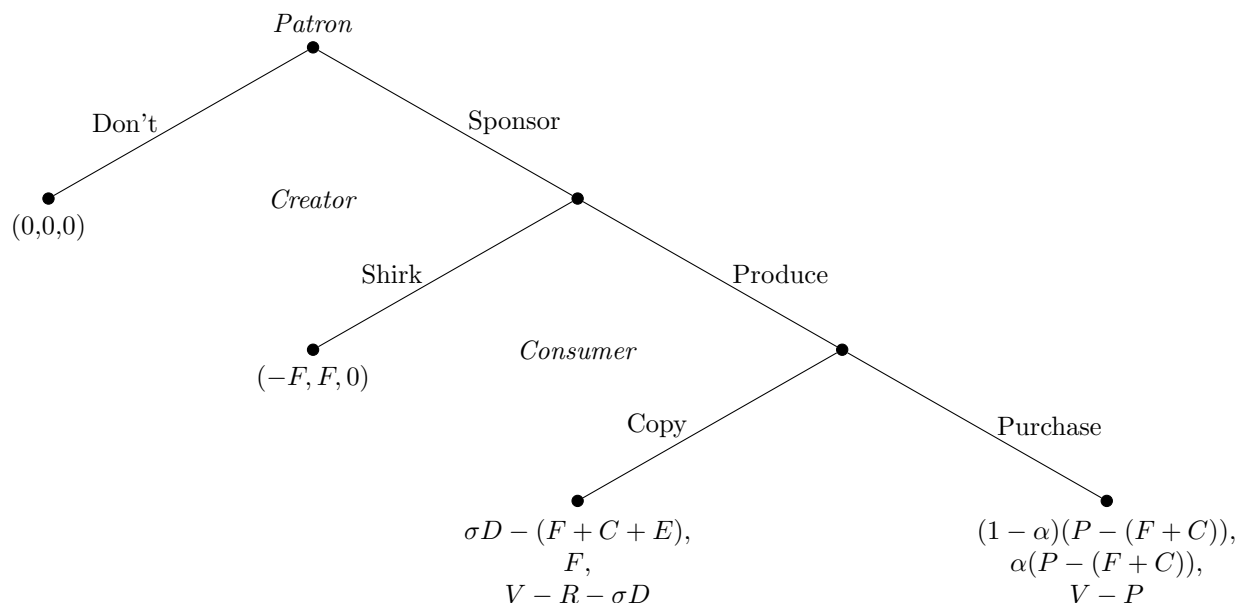 Patron
Don't
Sponsor
(0,0,0)
Creator
Shirk
Produce
(−F, F, 0)
Consumer
Copy
Purchase
σD − (F + C + E),
F,
V − R − σD
(1 − α)(P − (F + C)),
α(P − (F + C)),
V − P